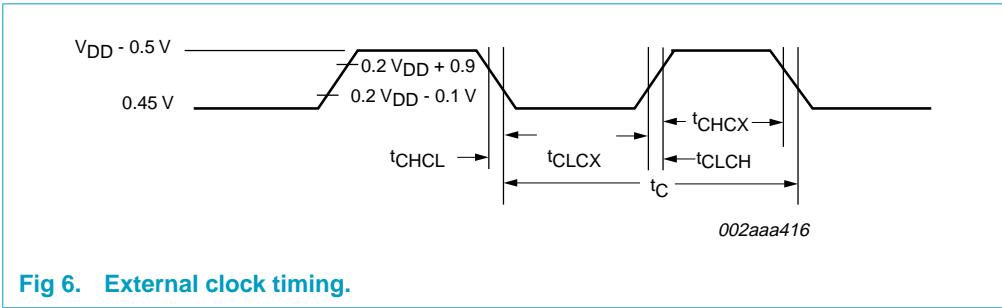 VDD - 0.5 V
0.2 VDD + 0.9
0.2 VDD - 0.1 V
0.45 V
tCHCX
tCHCL
tCLCX
tCLCH
tC
002aaa416
Fig 6. External clock timing.